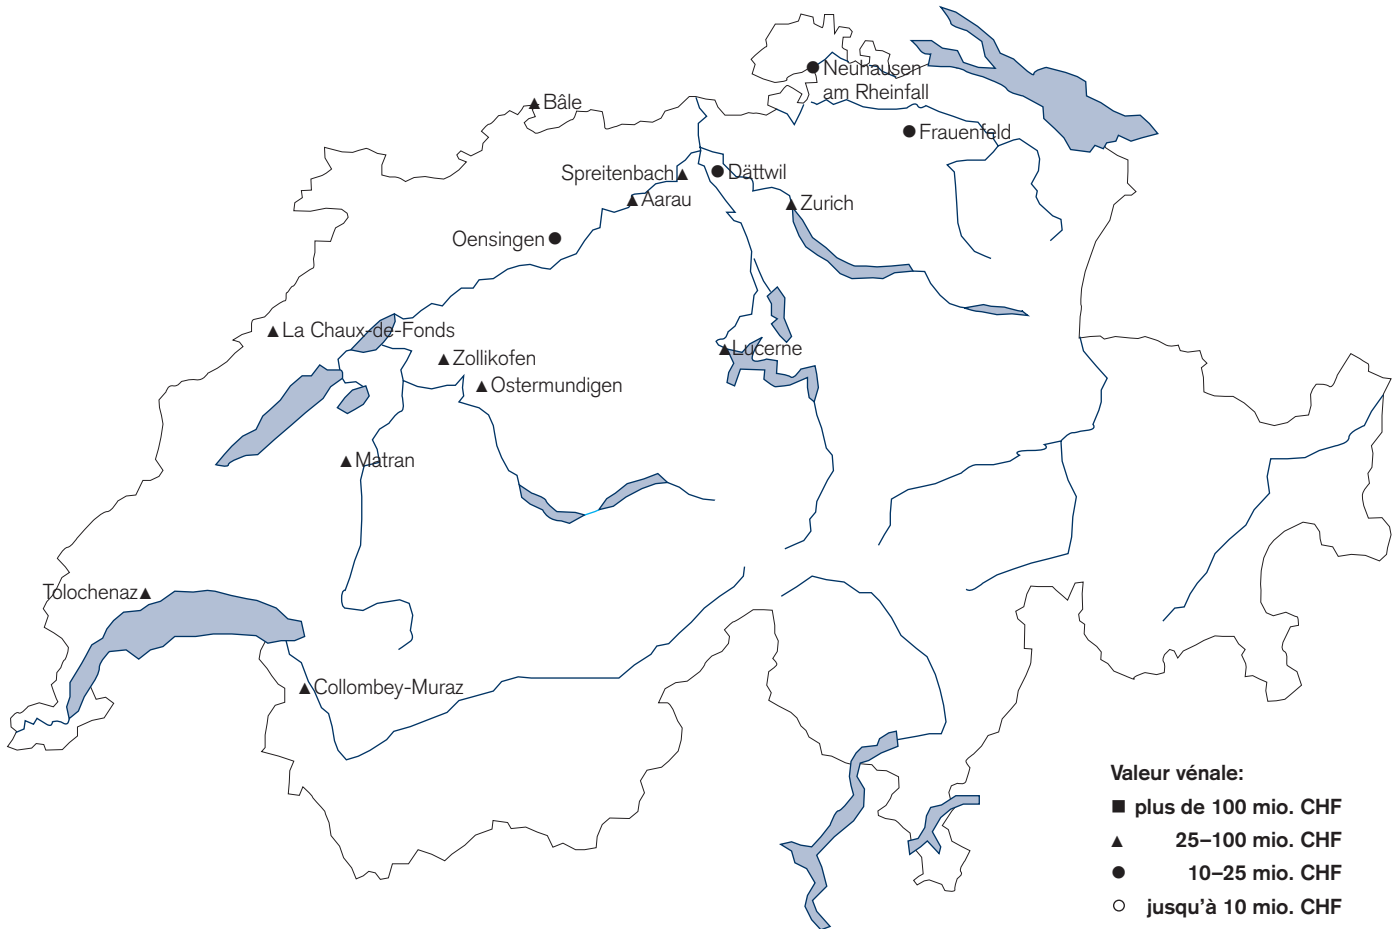 Neuhausen
am Rheinfall
Bâle
Frauenfeld
Spreitenbach
Dättwil
Aarau
Zurich
Oensingen
La Chaux-de-Fonds
Lucerne
Zollikofen
Ostermundigen
Matran
Tolochenaz
Collombey-Muraz
Valeur vénale:
plus de 100 mio. CHF
25–100 mio. CHF
10–25 mio. CHF
jusqu'à 10 mio. CHF